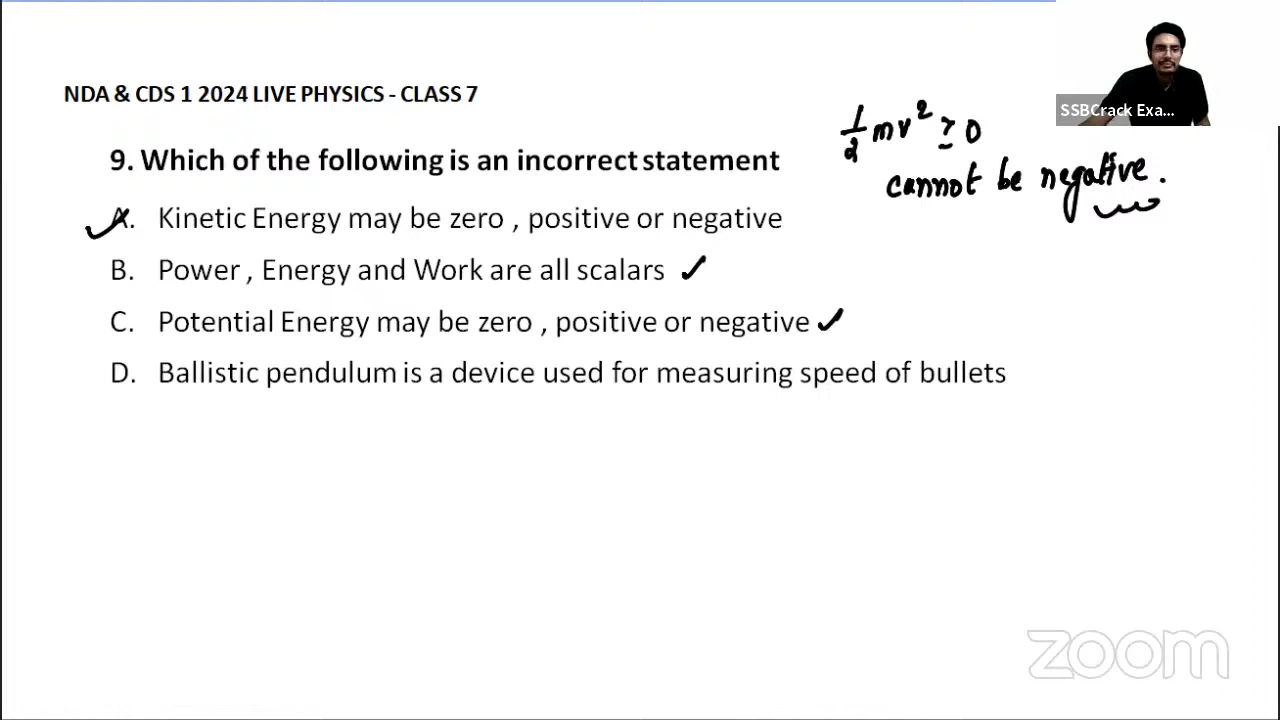 NDA & CDS 1 2024 LIVE PHYSICS - CLASS 7
SSBCrack Exa...
1/2 mv² ≥ 0
cannot be negative.
9. Which of the following is an incorrect statement
A. Kinetic Energy may be zero , positive or negative
B. Power , Energy and Work are all scalars ✓
C. Potential Energy may be zero , positive or negative ✓
D. Ballistic pendulum is a device used for measuring speed of bullets
zoom